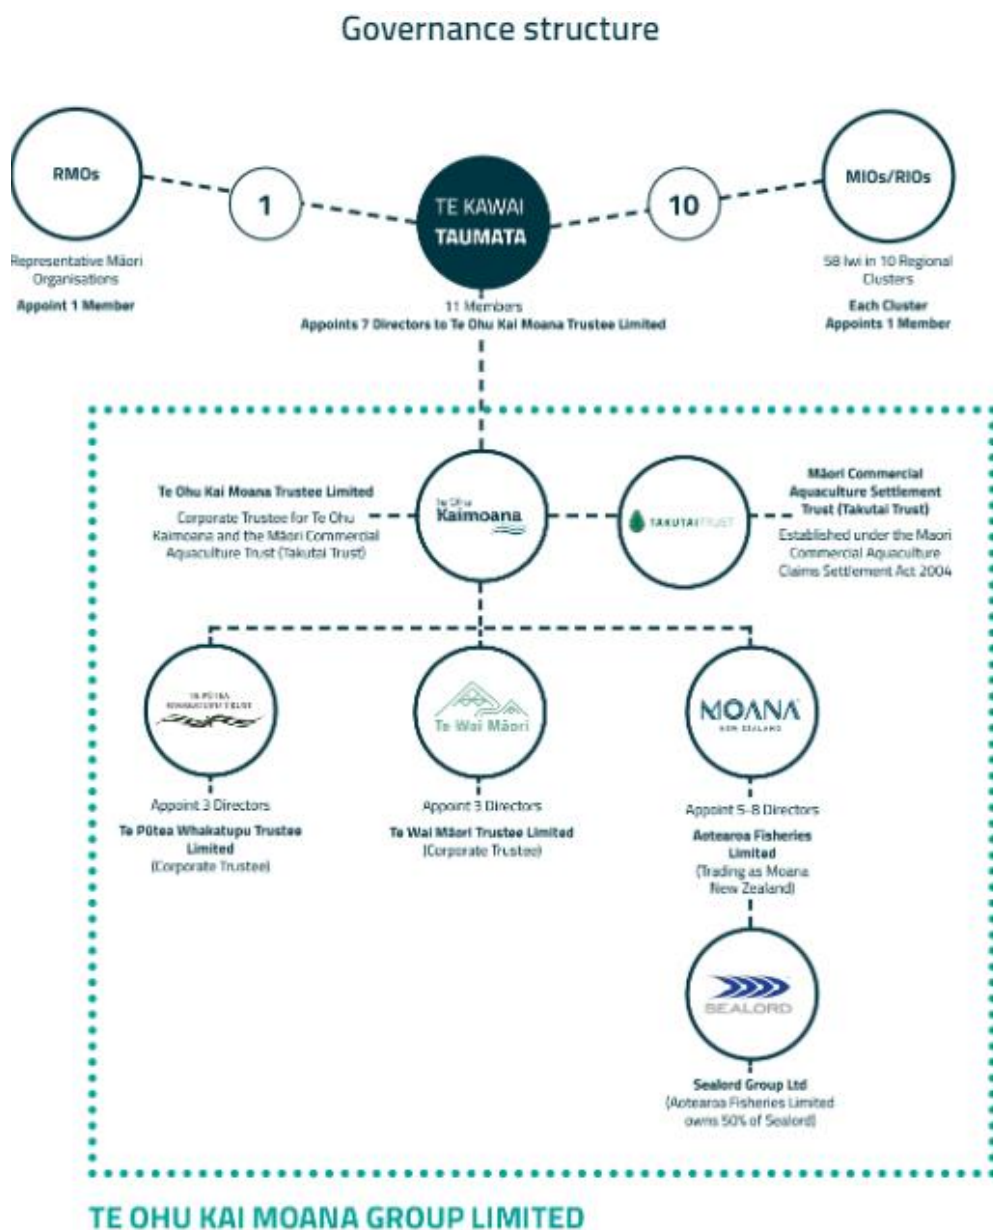 Governance structure
RMOs
1
TE KAWAI
TAUMATA
10
MIOs/RIOs
Representative Māori
Organisations
Appoint 1 Member
11 Members
Appoints 7 Directors to Te Ohu Kai Moana Trustee Limited
58 Iwi in 10 Regional
Clusters
Each Cluster
Appoints 1 Member
Te Ohu Kai Moana Trustee Limited
Corporate Trustee for Te Ohu
Kaimoana and the Māori Commercial
Aquaculture Trust (Takutai Trust)
Te Ohu
Kaimoana
TAKUTAI TRUST
Māori Commercial
Aquaculture Settlement
Trust (Takutai Trust)
Established under the Maori
Commercial Aquaculture
Claims Settlement Act 2004
TE PŪTEA
WHAKATUPU TRUST
Te Wai Māori
MOANA
NEW ZEALAND
Appoint 3 Directors
Te Pūtea Whakatupu Trustee
Limited
(Corporate Trustee)
Appoint 3 Directors
Te Wai Māori Trustee Limited
(Corporate Trustee)
Appoint 5-8 Directors
Aotearoa Fisheries
Limited
(Trading as Moana
New Zealand)
SEALORD
Sealord Group Ltd
(Aotearoa Fisheries Limited
owns 50% of Sealord)
TE OHU KAI MOANA GROUP LIMITED